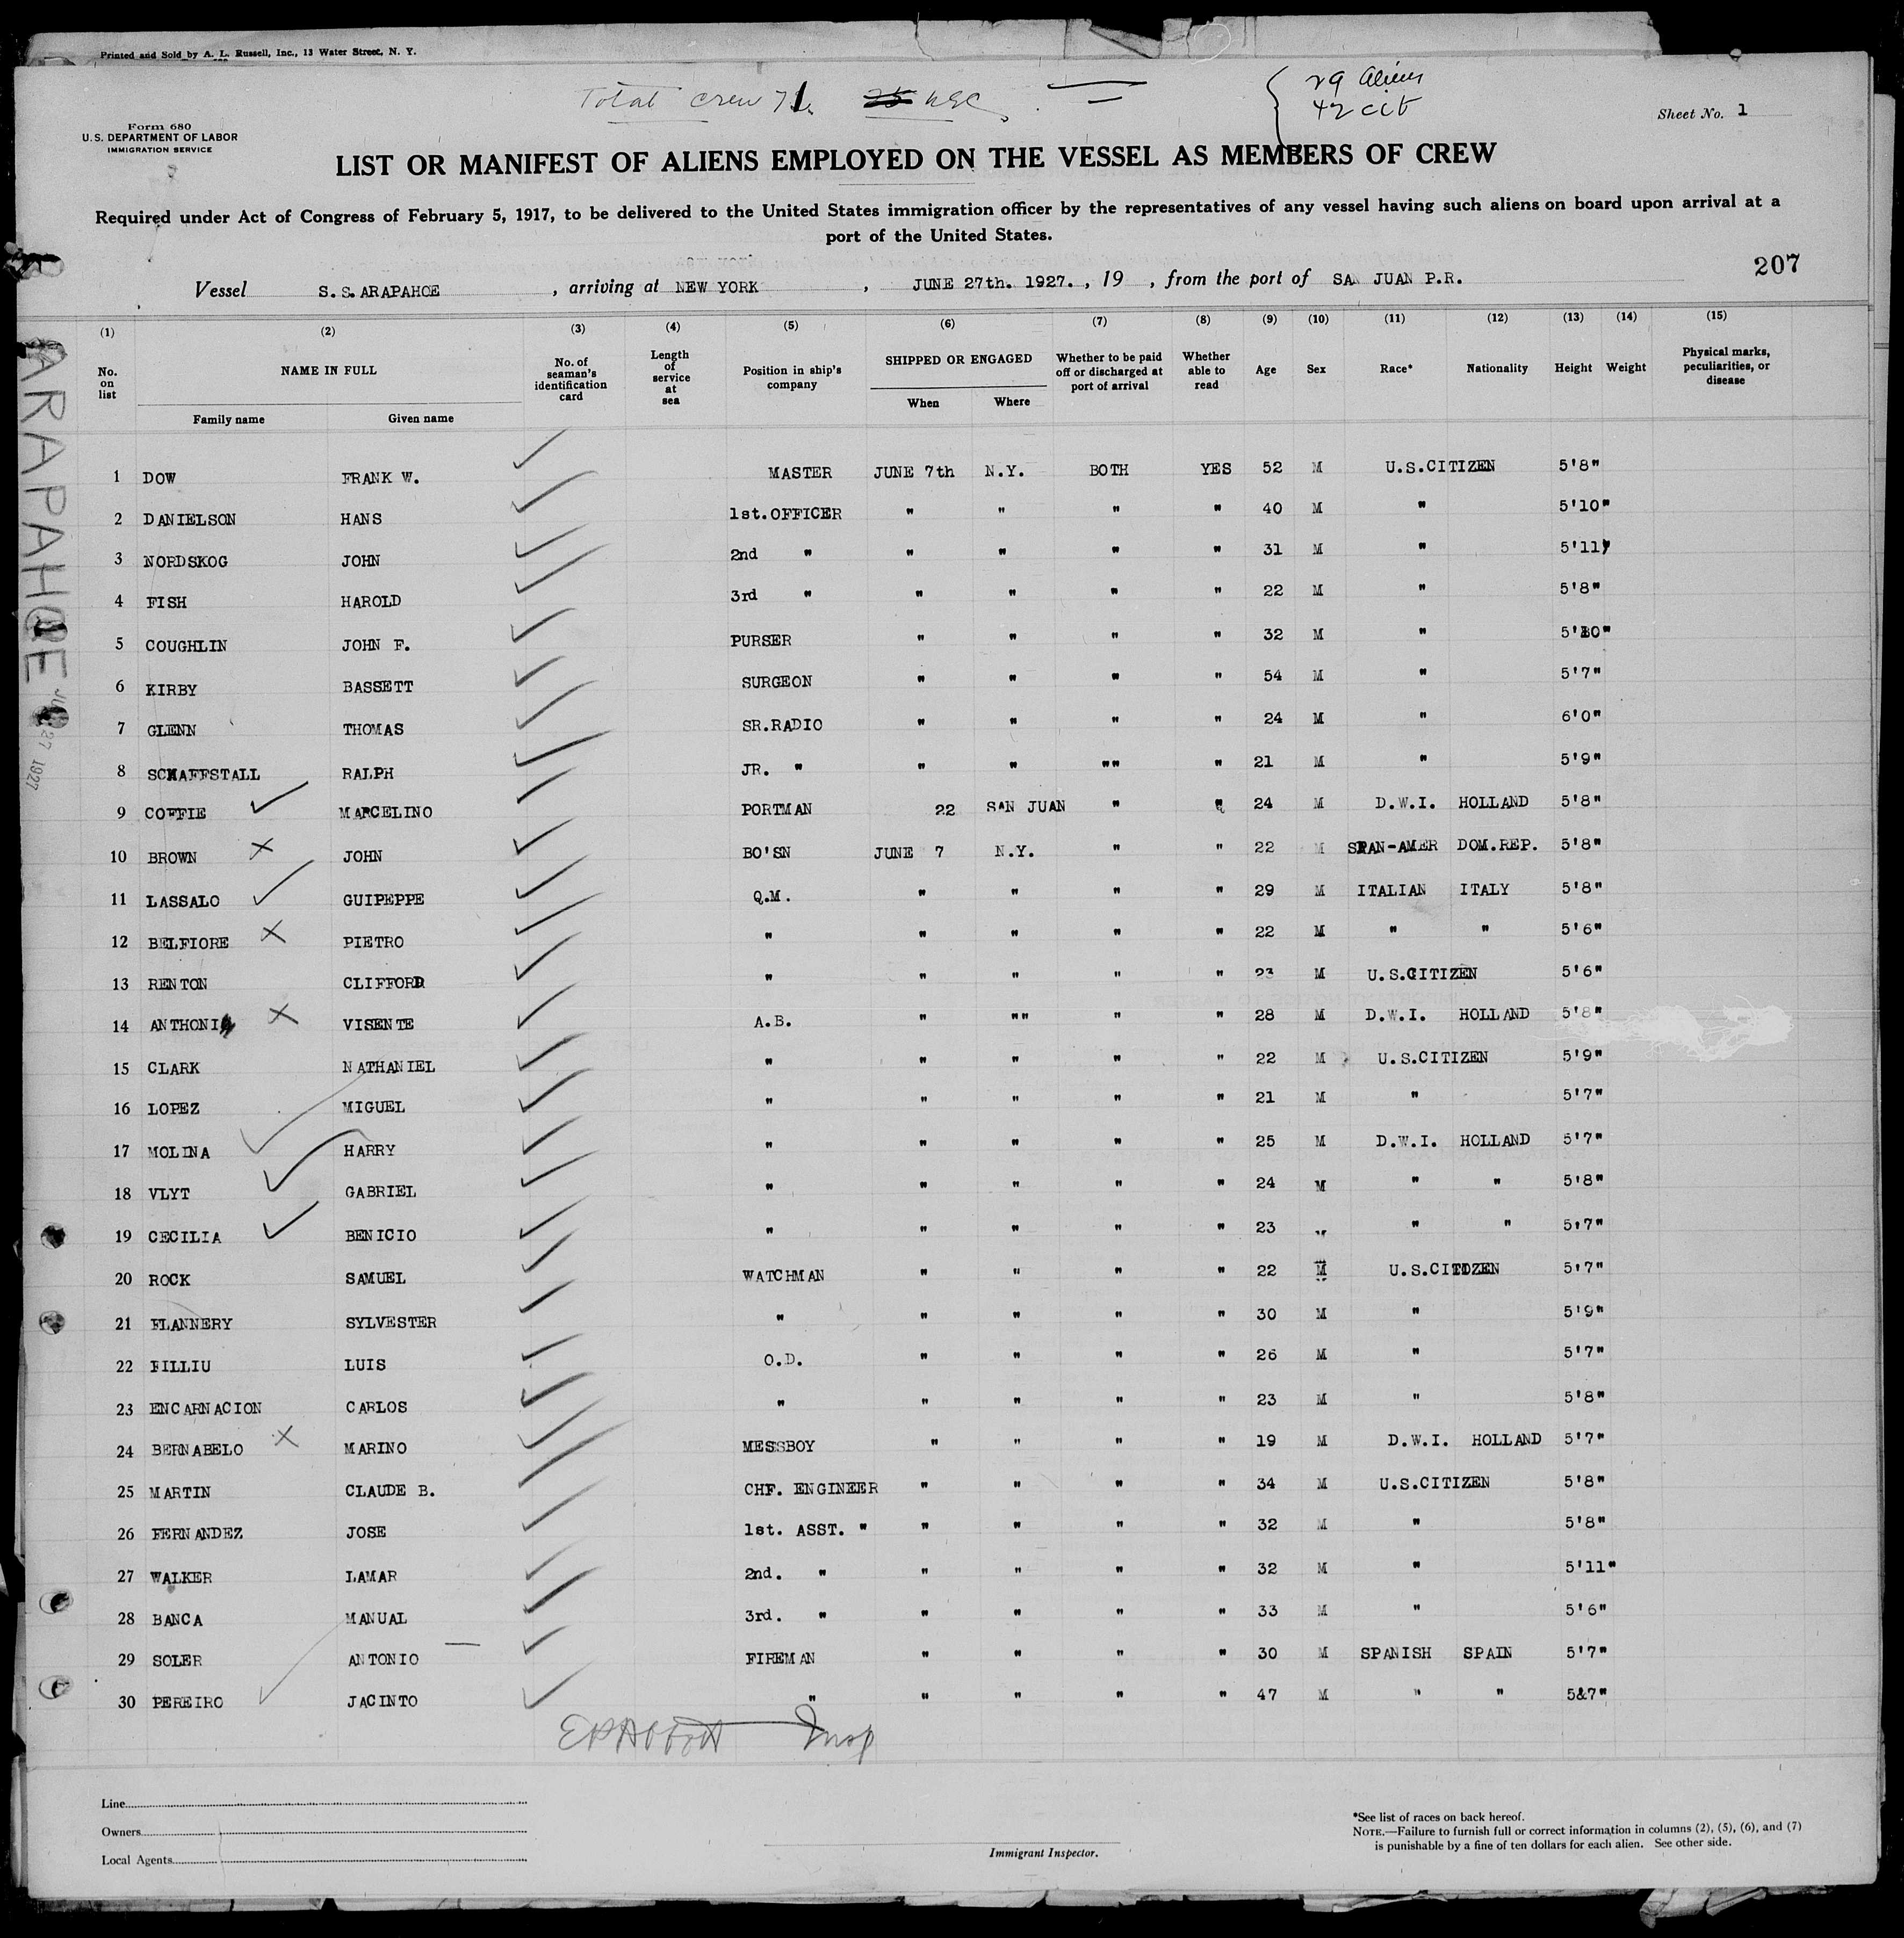 Printed and Sold by A. L. Russell, Inc., 13 Water Street, N. Y.
Total crew 71.
29 Aliens
42 cit
Form 680
U.S. DEPARTMENT OF LABOR
IMMIGRATION SERVICE
Sheet No. 1
LIST OR MANIFEST OF ALIENS EMPLOYED ON THE VESSEL AS MEMBERS OF CREW
Required under Act of Congress of February 5, 1917, to be delivered to the United States immigration officer by the representatives of any vessel having such aliens on board upon arrival at a
port of the United States.
207
Vessel S.S. ARAPAHOE , arriving at NEW YORK , JUNE 27th. 1927. , 19 , from the port of SAN JUAN P.R.
ARAPAHOE
27 1927
(1) (2) (3) (4) (5) (6) (7) (8) (9) (10) (11) (12) (13) (14) (15)
No. on list NAME IN FULL Family name Given name No. of seaman's identification card Length of service at sea Position in ship's company SHIPPED OR ENGAGED When Where Whether to be paid off or discharged at port of arrival Whether able to read Age Sex Race* Nationality Height Weight Physical marks, peculiarities, or disease
1 DOW FRANK W. MASTER JUNE 7th N.Y. BOTH YES 52 M U.S.CITIZEN 5'8"
2 DANIELSON HANS 1st.OFFICER " " " " 40 M " 5'10"
3 NORDSKOG JOHN 2nd " " " " " 31 M " 5'11"
4 FISH HAROLD 3rd " " " " " 22 M " 5'8"
5 COUGHLIN JOHN F. PURSER " " " " 32 M " 5'10"
6 KIRBY BASSETT SURGEON " " " " 54 M " 5'7"
7 GLENN THOMAS SR.RADIO " " " " 24 M " 6'0"
8 SCHAFFSTALL RALPH JR. " " " "" " 21 M " 5'9"
9 COFFIE MARCELINO PORTMAN 22 SAN JUAN " " 24 M D.W.I. HOLLAND 5'8"
10 BROWN JOHN BO'SN JUNE 7 N.Y. " " 22 M SPAN-AMER DOM.REP. 5'8"
11 LASSALO GUIPEPPE Q.M. " " " " 29 M ITALIAN ITALY 5'8"
12 BELFIORE PIETRO " " " " " 22 M " " 5'6"
13 RENTON CLIFFORD " " " " " 23 M U.S.CITIZEN 5'6"
14 ANTHONI VISENTE A.B. " "" " " 28 M D.W.I. HOLLAND 5'8"
15 CLARK NATHANIEL " " " " " 22 M U.S.CITIZEN 5'9"
16 LOPEZ MIGUEL " " " " " 21 M " 5'7"
17 MOLINA HARRY " " " " " 25 M D.W.I. HOLLAND 5'7"
18 VLYT GABRIEL " " " " " 24 M " " 5'8"
19 CECILIA BENICIO " " " " " 23 " " 5'7"
20 ROCK SAMUEL WATCHMAN " " " " 22 M U.S.CITIZEN 5'7"
21 FLANNERY SYLVESTER " " " " " 30 M " 5'9"
22 FILLIU LUIS O.D. " " " " 26 M " 5'7"
23 ENCARNACION CARLOS " " " " " 23 M " 5'8"
24 BERNABELO MARINO MESSBOY " " " " 19 M D.W.I. HOLLAND 5'7"
25 MARTIN CLAUDE B. CHF. ENGINEER " " " " 34 M U.S.CITIZEN 5'8"
26 FERNANDEZ JOSE 1st. ASST. " " " " " 32 M " 5'8"
27 WALKER LAMAR 2nd. " " " " " 32 M " 5'11"
28 BANCA MANUAL 3rd. " " " " " 33 M " 5'6"
29 SOLER ANTONIO FIREMAN " " " " 30 M SPANISH SPAIN 5'7"
30 PEREIRO JACINTO " " " " " 47 M " " 5&7"
EP Abbott Insp
Line
Owners
Local Agents
Immigrant Inspector.
*See list of races on back hereof.
NOTE.—Failure to furnish full or correct information in columns (2), (5), (6), and (7)
is punishable by a fine of ten dollars for each alien. See other side.